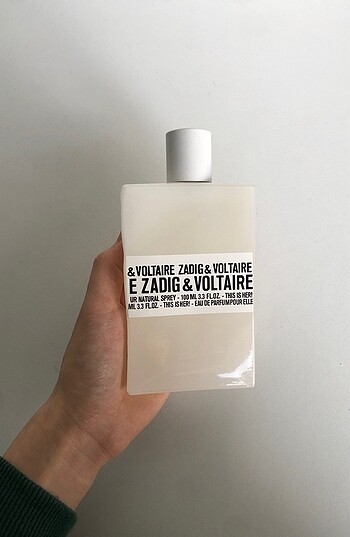 & VOLTAIRE ZADIG & VOLTAIRE
E ZADIG & VOLTAIRE
UR NATURAL SPREY - 100 ML 3.3 FL.OZ. - THIS IS HER!
ML 3.3 FL.OZ. - THIS IS HER! - EAU DE PARFUM POUR ELLE